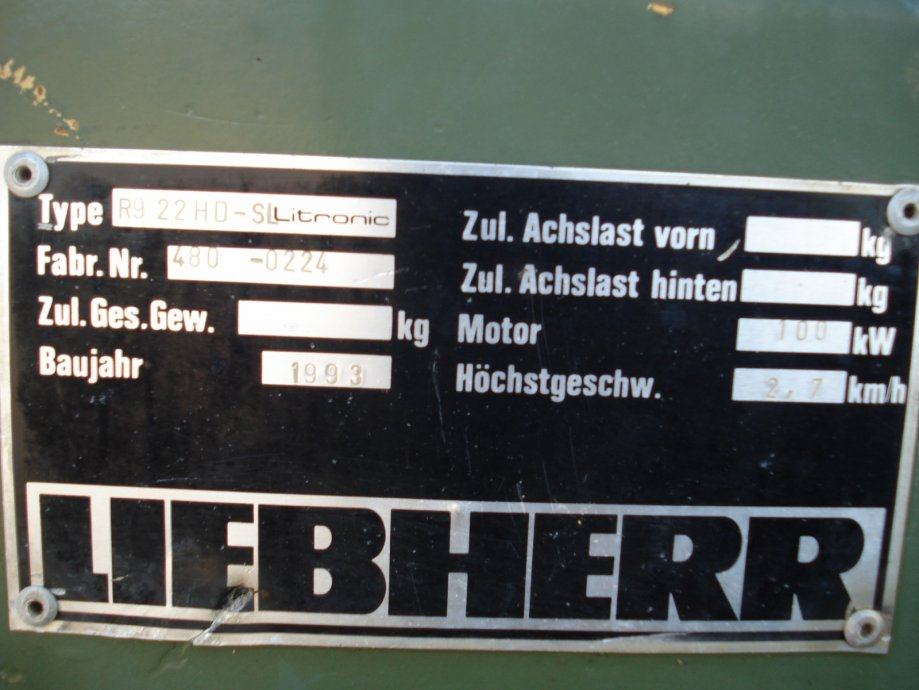 Type R9 22HD-SL Litronic
Fabr. Nr. 480 -0224
Zul. Ges. Gew. kg
Baujahr 1993
Zul. Achslast vorn kg
Zul. Achslast hinten kg
Motor 100 kW
Höchstgeschw. 2,7 km/h
LIEBHERR